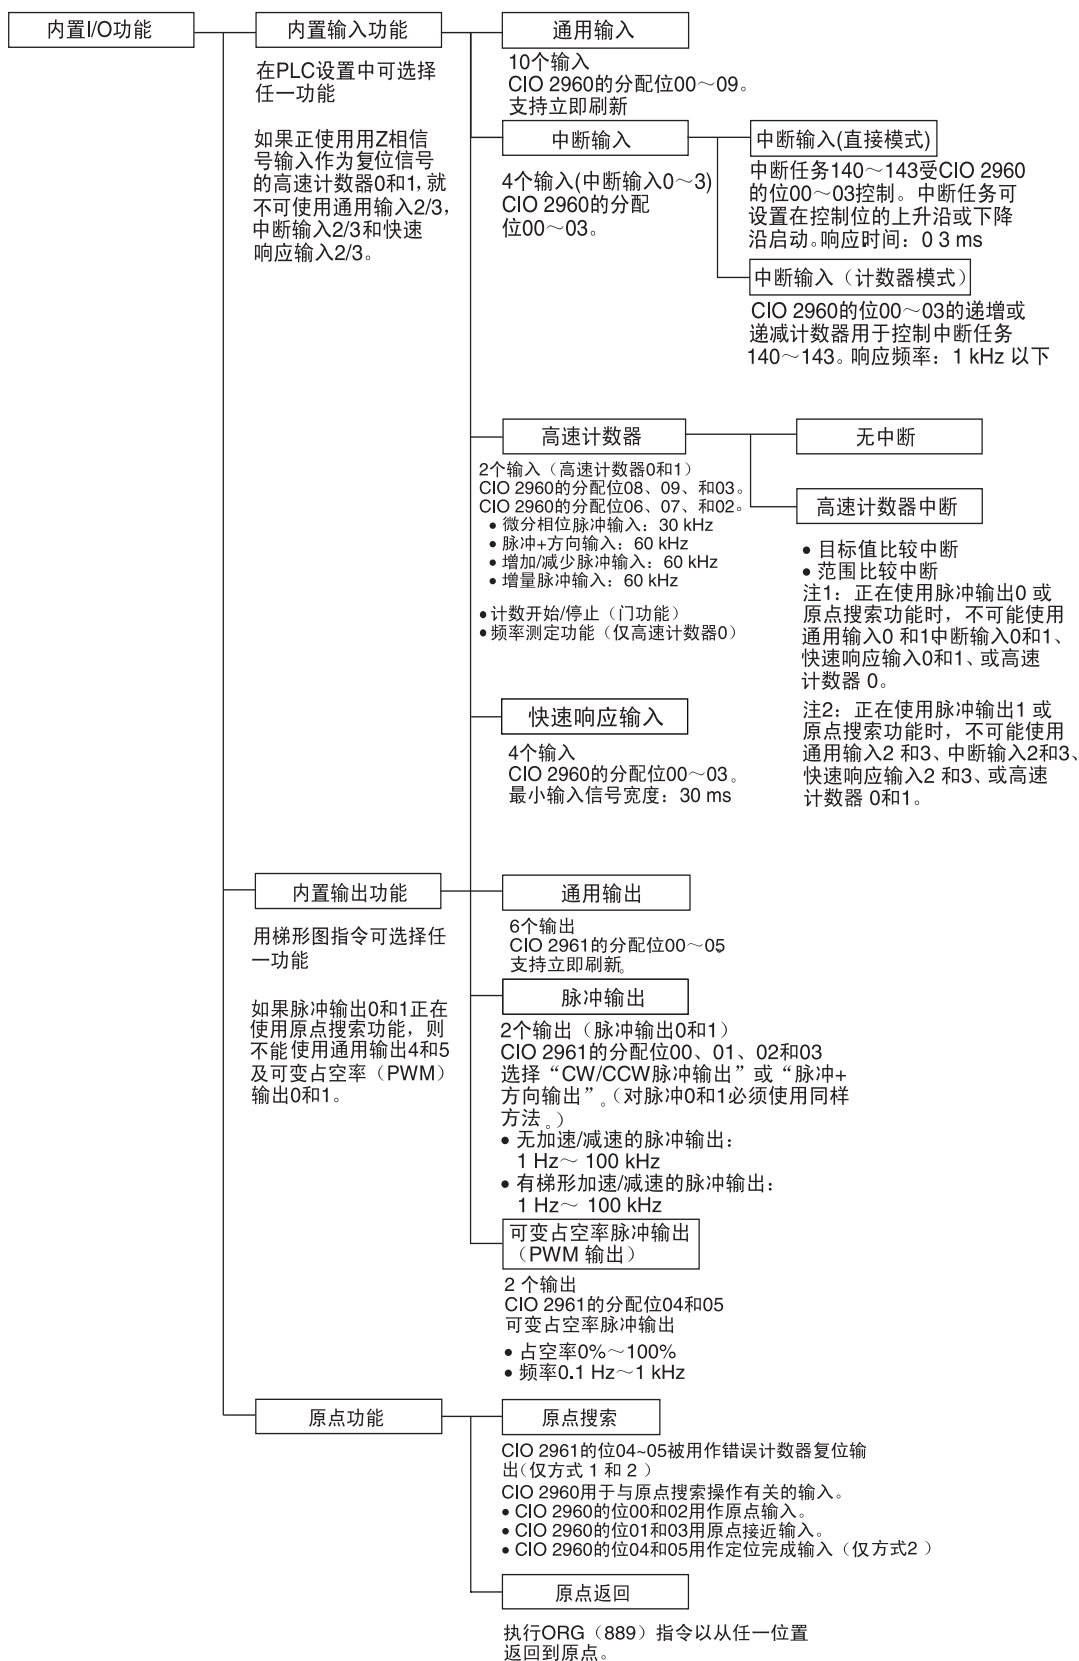 内置I/O功能
内置输入功能
在PLC设置中可选择
任一功能
如果正使用用Z相信
号输入作为复位信号
的高速计数器0和1,就
不可使用通用输入2/3,
中断输入2/3和快速
响应输入2/3。
通用输入
10个输入
CIO 2960的分配位00～09。
支持立即刷新
中断输入
4个输入(中断输入0～3)
CIO 2960的分配
位00～03。
中断输入(直接模式)
中断任务140～143受CIO 2960
的位00～03控制。中断任务可
设置在控制位的上升沿或下降
沿启动。响应时间：0 3 ms
中断输入（计数器模式）
CIO 2960的位00～03的递增或
递减计数器用于控制中断任务
140～143。响应频率：1 kHz 以下
高速计数器
2个输入（高速计数器0和1）
CIO 2960的分配位08、09、和03。
CIO 2960的分配位06、07、和02。
● 微分相位脉冲输入：30 kHz
● 脉冲+方向输入：60 kHz
● 增加/减少脉冲输入：60 kHz
● 增量脉冲输入：60 kHz
● 计数开始/停止（门功能）
● 频率测定功能（仅高速计数器0）
无中断
高速计数器中断
● 目标值比较中断
● 范围比较中断
注1：正在使用脉冲输出0 或
原点搜索功能时，不可能使用
通用输入0 和1中断输入0和1、
快速响应输入0和1、或高速
计数器 0。
注2：正在使用脉冲输出1 或
原点搜索功能时，不可能使用
通用输入2 和3、中断输入2和3、
快速响应输入2 和3、或高速
计数器 0和1。
快速响应输入
4个输入
CIO 2960的分配位00～03。
最小输入信号宽度：30 ms
内置输出功能
用梯形图指令可选择任
一功能
如果脉冲输出0和1正在
使用原点搜索功能，则
不能使用通用输出4和5
及可变占空率（PWM）
输出0和1。
通用输出
6个输出
CIO 2961的分配位00～05
支持立即刷新。
脉冲输出
2个输出（脉冲输出0和1）
CIO 2961的分配位00、01、02和03
选择“CW/CCW脉冲输出”或“脉冲+
方向输出”。（对脉冲0和1必须使用同样
方法。）
● 无加速/减速的脉冲输出：
1 Hz～ 100 kHz
● 有梯形加速/减速的脉冲输出：
1 Hz～ 100 kHz
可变占空率脉冲输出
（PWM 输出）
2 个输出
CIO 2961的分配位04和05
可变占空率脉冲输出
● 占空率0%～100%
● 频率0.1 Hz～1 kHz
原点功能
原点搜索
CIO 2961的位04~05被用作错误计数器复位输
出(仅方式 1 和 2 ）
CIO 2960用于与原点搜索操作有关的输入。
● CIO 2960的位00和02用作原点输入。
● CIO 2960的位01和03用原点接近输入。
● CIO 2960的位04和05用作定位完成输入（仅方式2 ）
原点返回
执行ORG（889）指令以从任一位置
返回到原点。